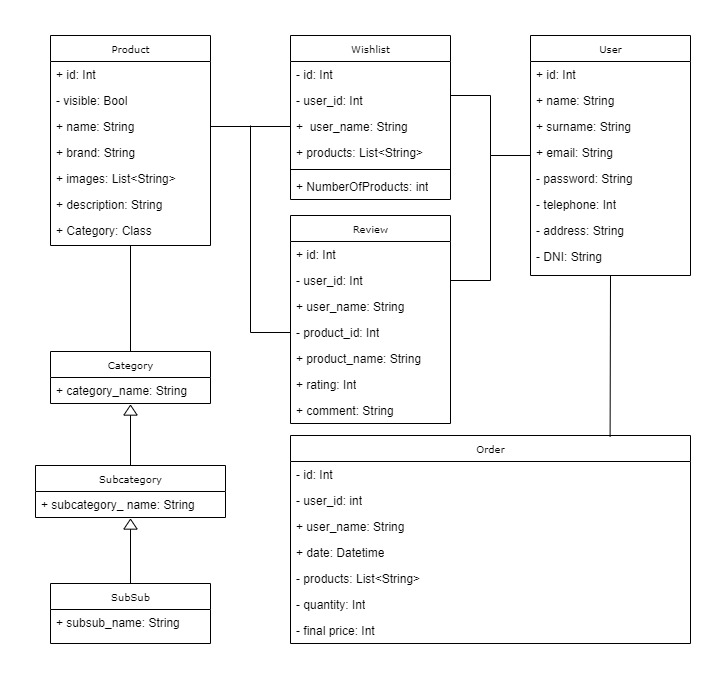 Product
+ id: Int
- visible: Bool
+ name: String
+ brand: String
+ images: List<String>
+ description: String
+ Category: Class
Wishlist
- id: Int
- user_id: Int
+ user_name: String
+ products: List<String>
+ NumberOfProducts: int
User
+ id: Int
+ name: String
+ surname: String
+ email: String
- password: String
- telephone: Int
- address: String
- DNI: String
Review
+ id: Int
- user_id: Int
+ user_name: String
- product_id: Int
+ product_name: String
+ rating: Int
+ comment: String
Category
+ category_name: String
Subcategory
+ subcategory_ name: String
SubSub
+ subsub_name: String
Order
- id: Int
- user_id: int
+ user_name: String
+ date: Datetime
- products: List<String>
- quantity: Int
- final price: Int